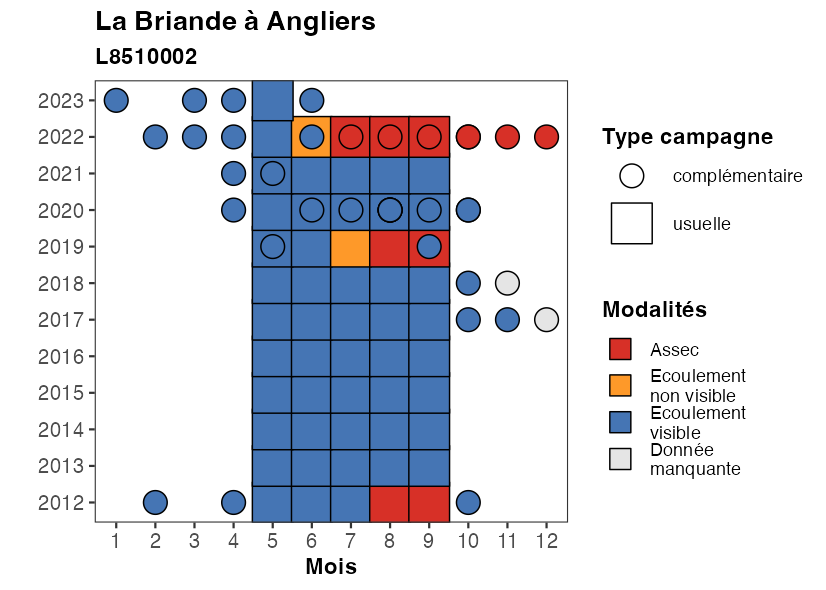 La Briande à Angliers
L8510002
2023
2022
2021
2020
2019
2018
2017
2016
2015
2014
2013
2012
1 2 3 4 5 6 7 8 9 10 11 12
Mois
Type campagne
complémentaire
usuelle
Modalités
Assec
Ecoulement
non visible
Ecoulement
visible
Donnée
manquante